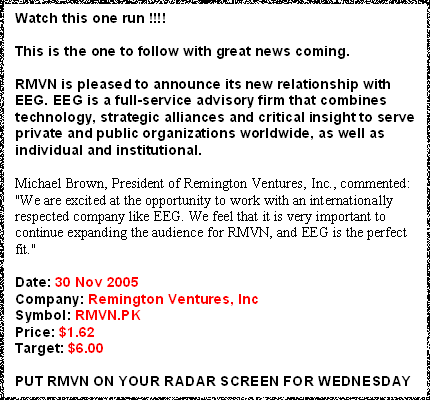 Watch this one run !!!!
This is the one to follow with great news coming.
RMVN is pleased to announce its new relationship with
EEG. EEG is a full-service advisory firm that combines
technology, strategic alliances and critical insight to serve
private and public organizations worldwide, as well as
individual and institutional.
Michael Brown, President of Remington Ventures, Inc., commented:
"We are excited at the opportunity to work with an internationally
respected company like EEG. We feel that it is very important to
continue expanding the audience for RMVN, and EEG is the perfect
fit."
Date: 30 Nov 2005
Company: Remington Ventures, Inc
Symbol: RMVN.PK
Price: $1.62
Target: $6.00
PUT RMVN ON YOUR RADAR SCREEN FOR WEDNESDAY